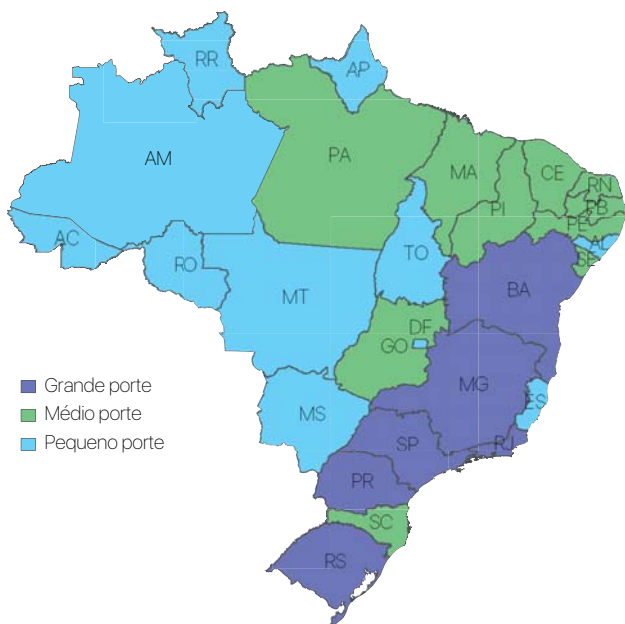 RR
AP
AM
PA
MA
CE
RN
PB
PI
PE
AC
AL
TO
SE
RO
BA
MT
DF
GO
MG
Grande porte
ES
Médio porte
MS
SP
RJ
Pequeno porte
PR
SC
RS